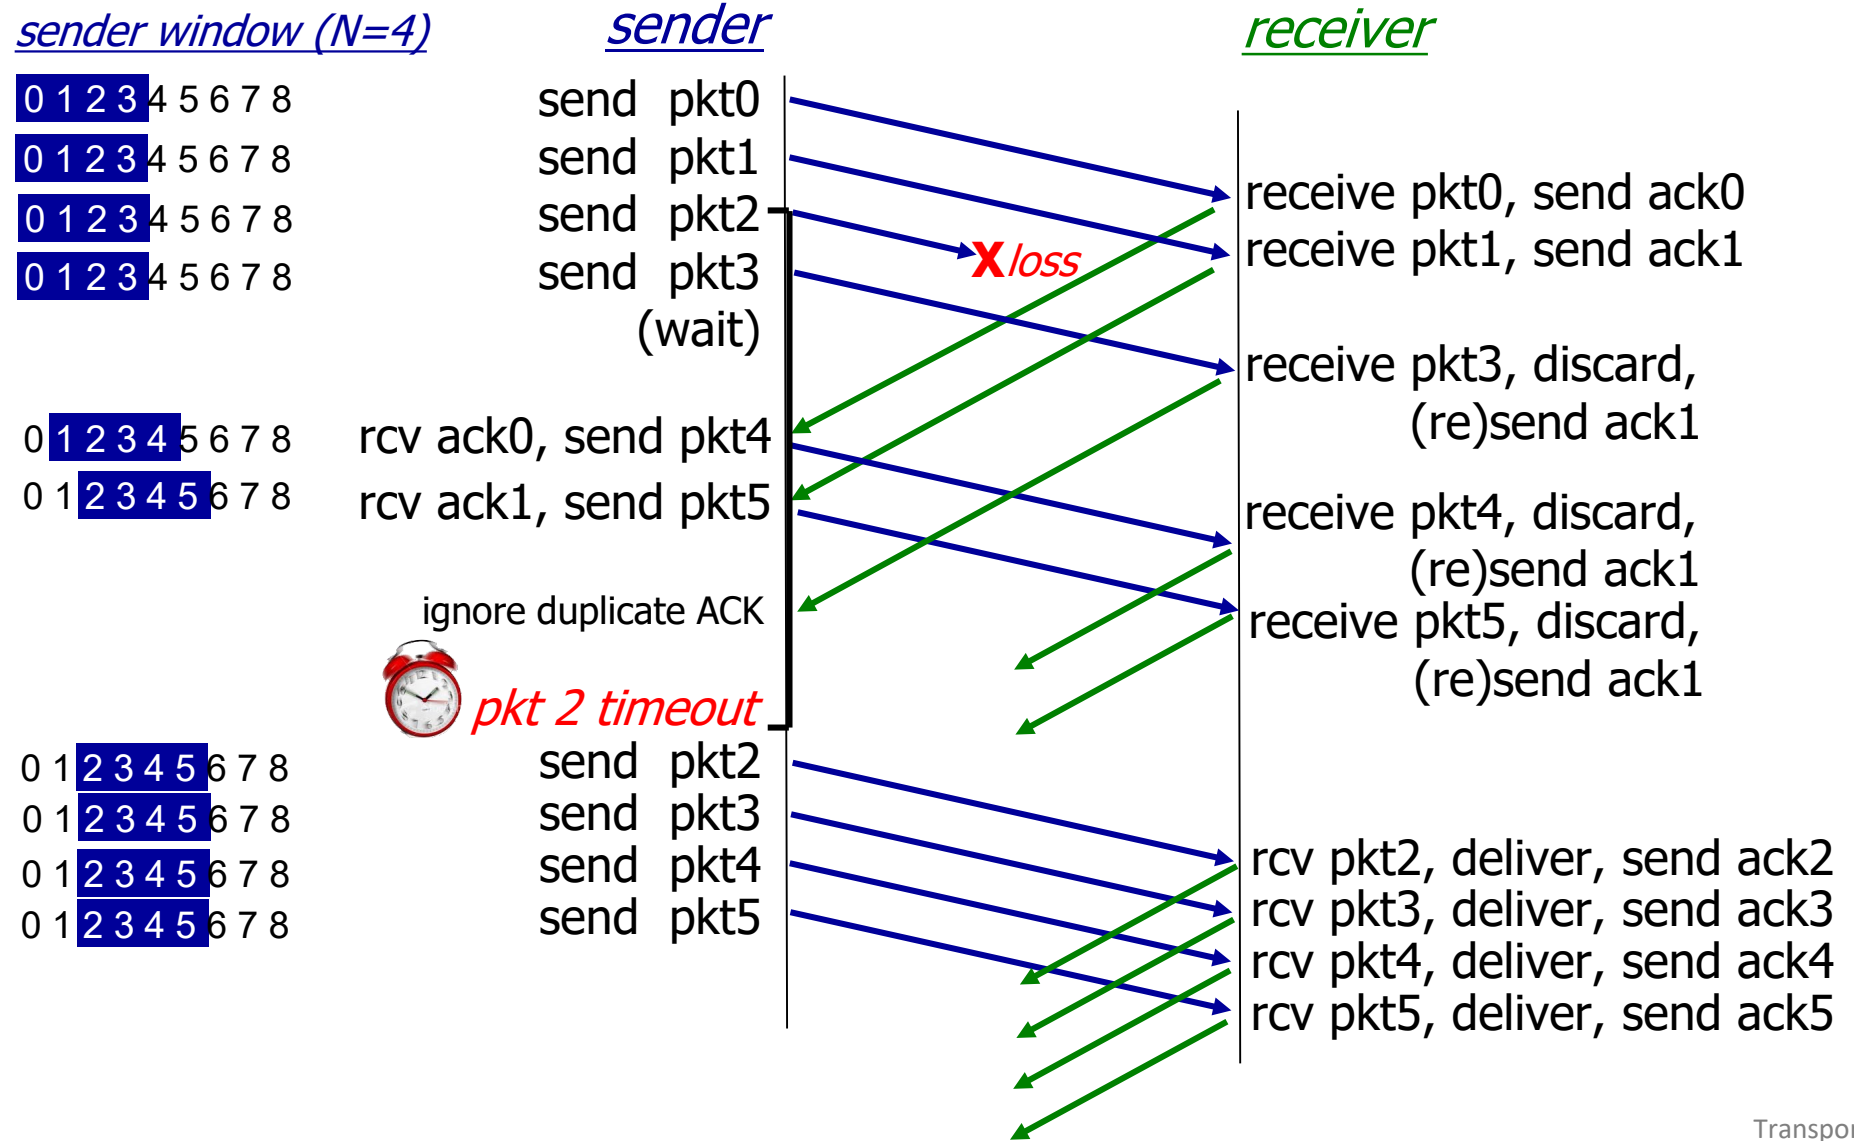 sender window (N=4) sender receiver
0 1 2 3 4 5 6 7 8 send pkt0
0 1 2 3 4 5 6 7 8 send pkt1
receive pkt0, send ack0
0 1 2 3 4 5 6 7 8 send pkt2
receive pkt1, send ack1
X loss
0 1 2 3 4 5 6 7 8 send pkt3
(wait)
receive pkt3, discard,
(re)send ack1
0 1 2 3 4 5 6 7 8 rcv ack0, send pkt4
0 1 2 3 4 5 6 7 8 rcv ack1, send pkt5
receive pkt4, discard,
(re)send ack1
ignore duplicate ACK
receive pkt5, discard,
(re)send ack1
pkt 2 timeout
0 1 2 3 4 5 6 7 8 send pkt2
0 1 2 3 4 5 6 7 8 send pkt3
0 1 2 3 4 5 6 7 8 send pkt4
0 1 2 3 4 5 6 7 8 send pkt5
rcv pkt2, deliver, send ack2
rcv pkt3, deliver, send ack3
rcv pkt4, deliver, send ack4
rcv pkt5, deliver, send ack5
Transpor